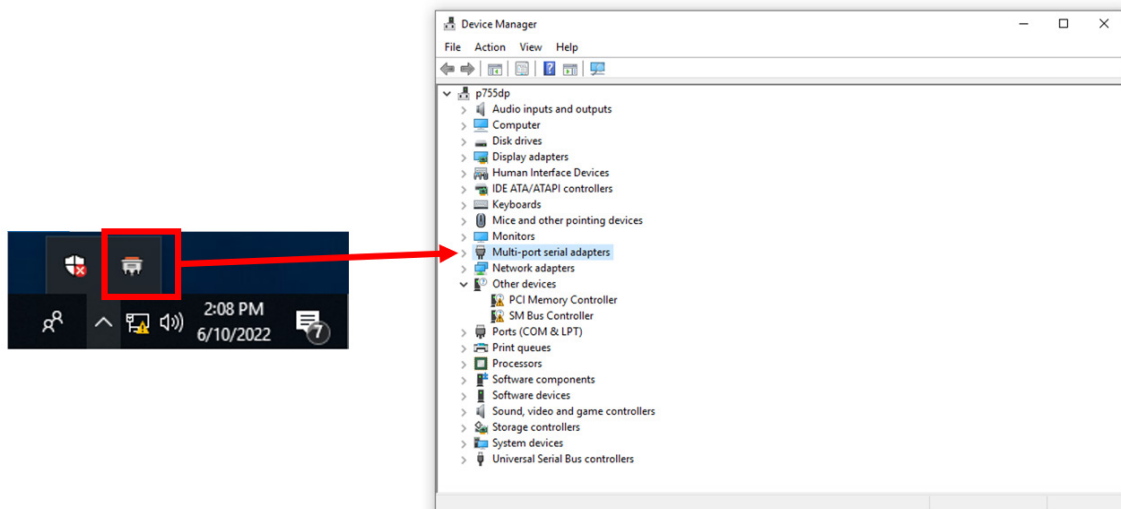 Device Manager
File Action View Help
p755dp
Audio inputs and outputs
Computer
Disk drives
Display adapters
Human Interface Devices
IDE ATA/ATAPI controllers
Keyboards
Mice and other pointing devices
Monitors
Multi-port serial adapters
Network adapters
Other devices
PCI Memory Controller
SM Bus Controller
Ports (COM & LPT)
Print queues
Processors
Software components
Software devices
Sound, video and game controllers
Storage controllers
System devices
Universal Serial Bus controllers
2:08 PM
6/10/2022
7